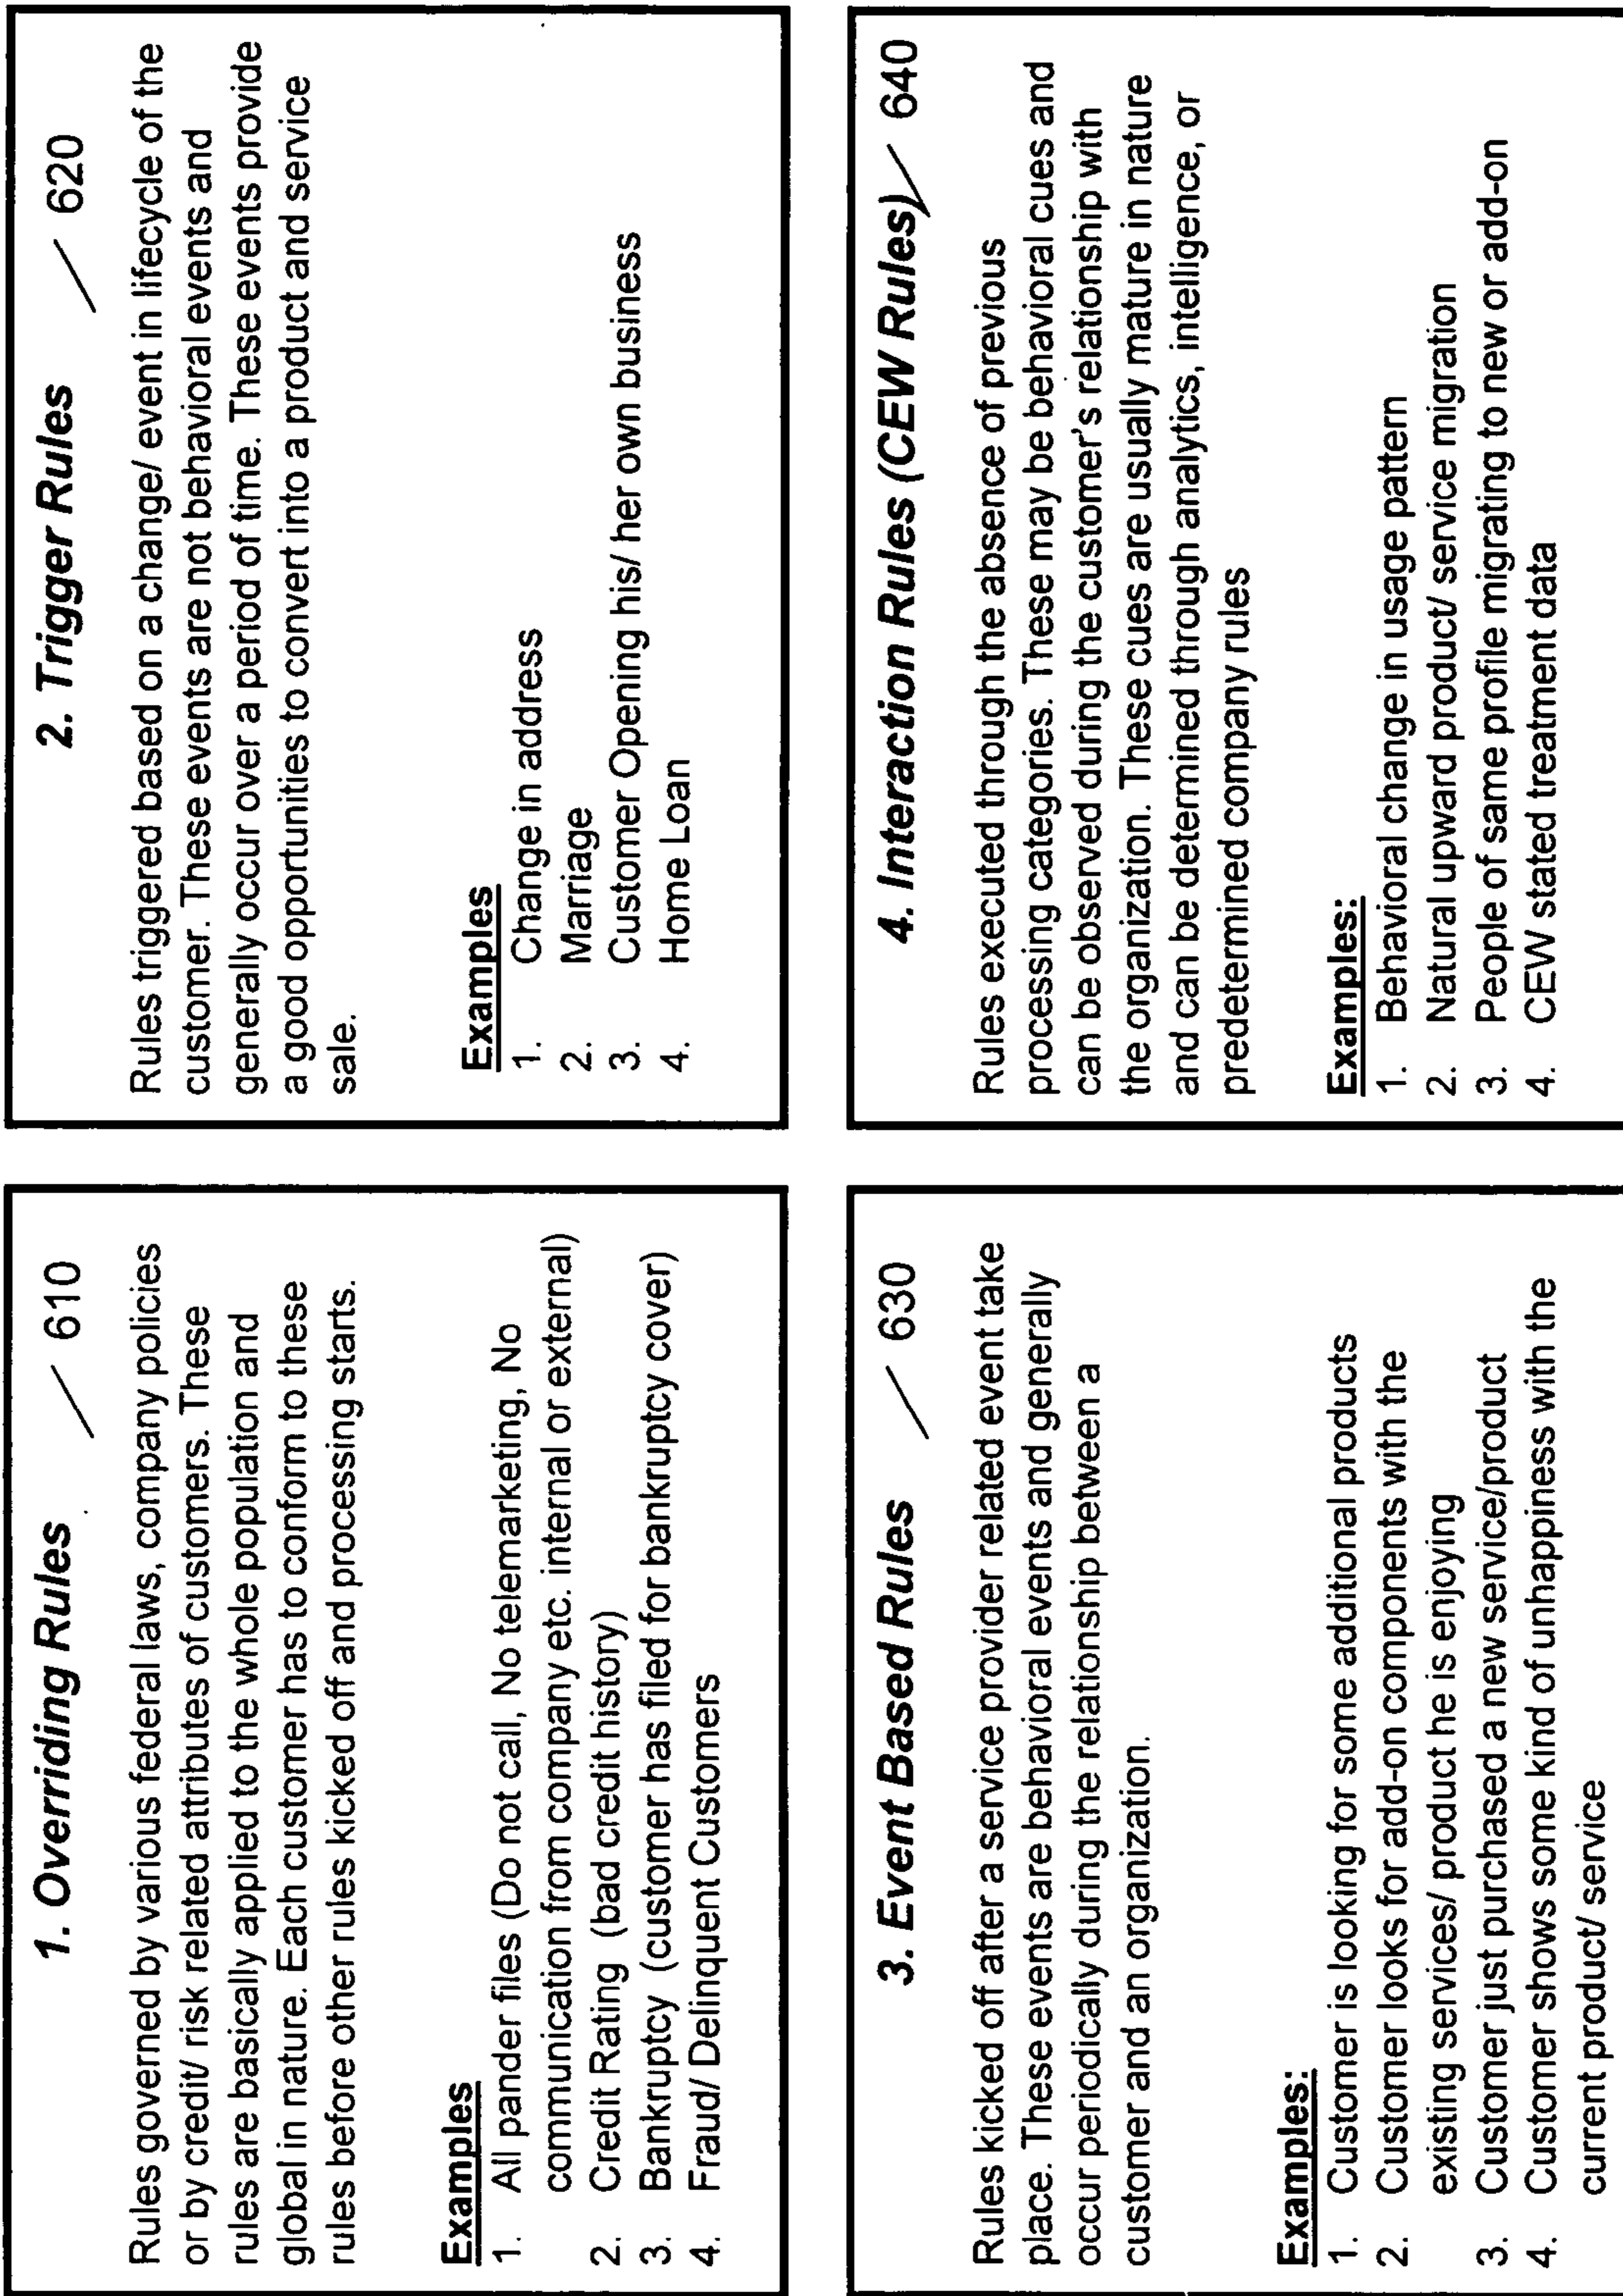 1. Overriding Rules 610
Rules governed by various federal laws, company policies
or by credit/ risk related attributes of customers. These
rules are basically applied to the whole population and
global in nature. Each customer has to conform to these
rules before other rules kicked off and processing starts.
Examples
1. All pander files (Do not call, No telemarketing, No
communication from company etc. internal or external)
2. Credit Rating (bad credit history)
3. Bankruptcy (customer has filed for bankruptcy cover)
4. Fraud/ Delinquent Customers
2. Trigger Rules 620
Rules triggered based on a change/ event in lifecycle of the
customer. These events are not behavioral events and
generally occur over a period of time. These events provide
a good opportunities to convert into a product and service
sale.
Examples
1. Change in address
2. Marriage
3. Customer Opening his/ her own business
4. Home Loan
3. Event Based Rules 630
Rules kicked off after a service provider related event take
place. These events are behavioral events and generally
occur periodically during the relationship between a
customer and an organization.
Examples:
1. Customer is looking for some additional products
2. Customer looks for add-on components with the
existing services/ product he is enjoying
3. Customer just purchased a new service/product
4. Customer shows some kind of unhappiness with the
current product/ service
4. Interaction Rules (CEW Rules) 640
Rules executed through the absence of previous
processing categories. These may be behavioral cues and
can be observed during the customer's relationship with
the organization. These cues are usually mature in nature
and can be determined through analytics, intelligence, or
predetermined company rules
Examples:
1. Behavioral change in usage pattern
2. Natural upward product/ service migration
3. People of same profile migrating to new or add-on
4. CEW stated treatment data